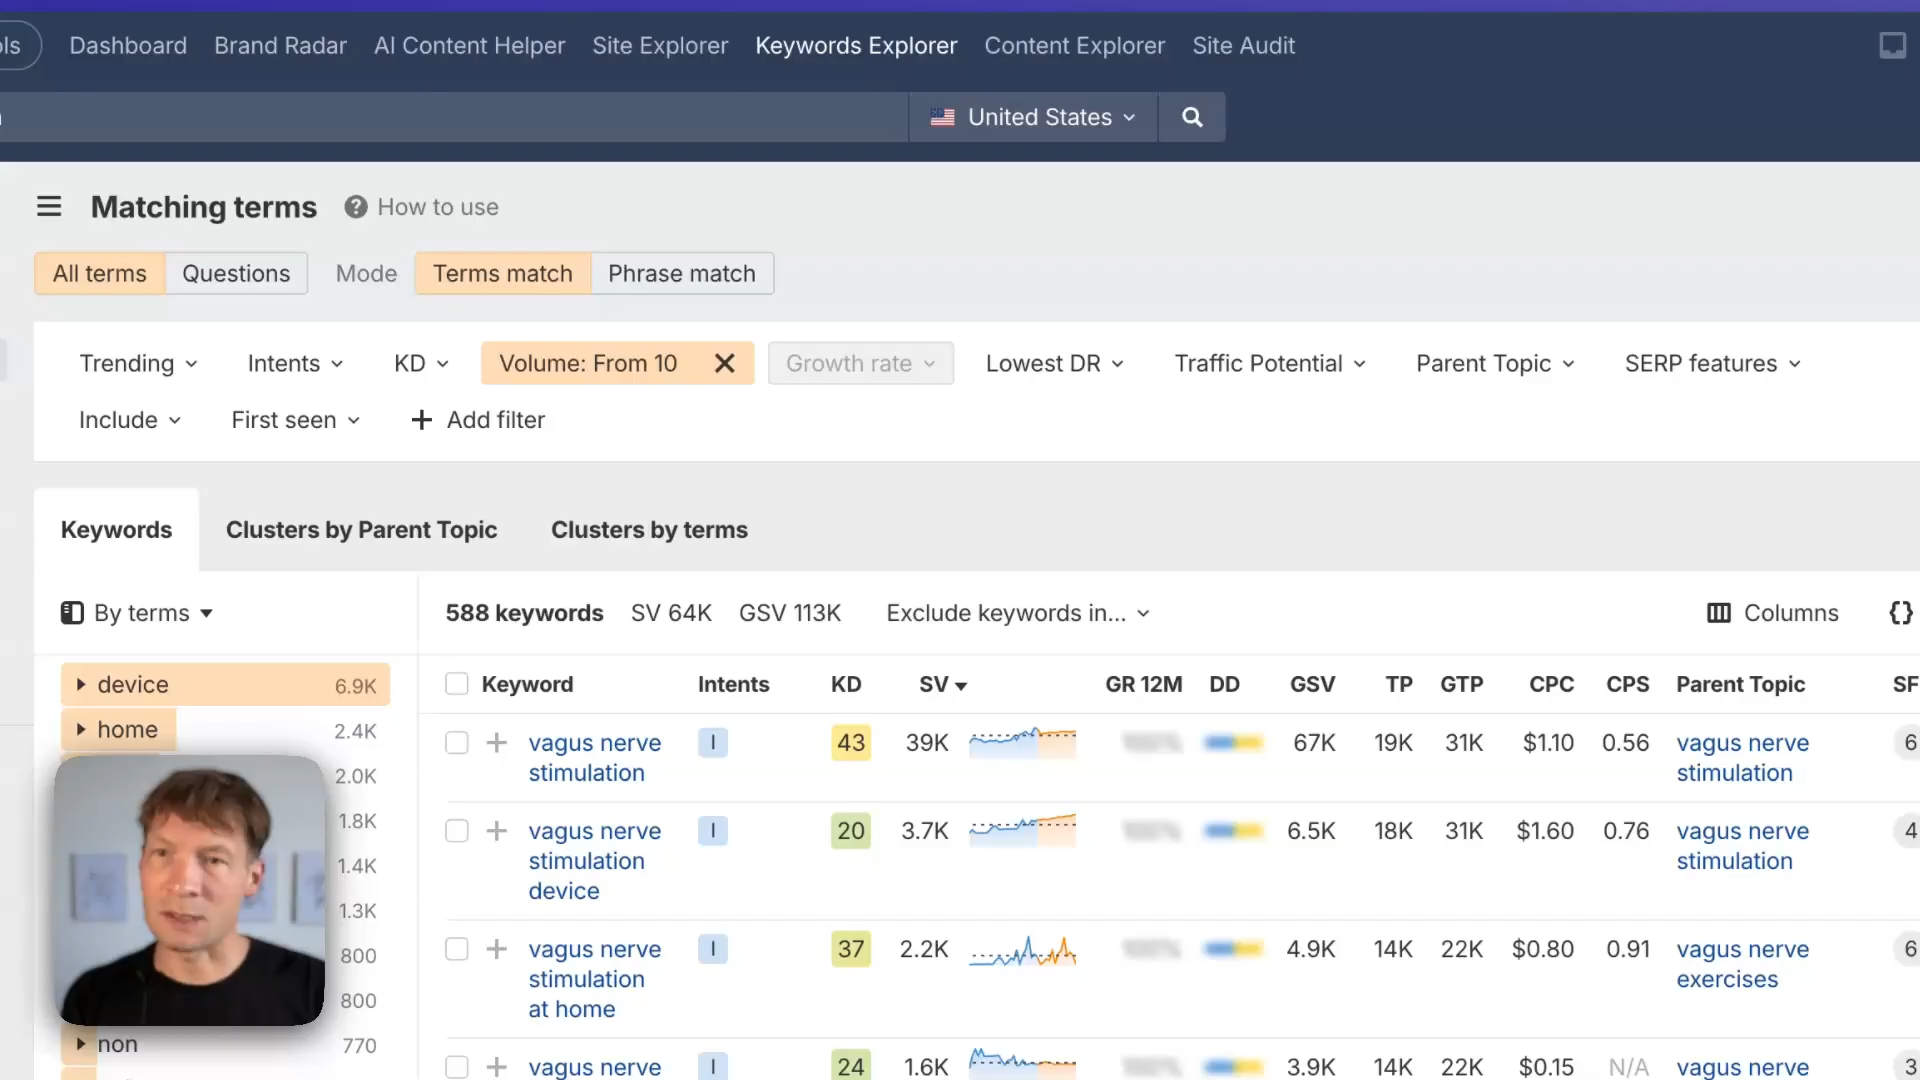 ols
Dashboard Brand Radar AI Content Helper Site Explorer Keywords Explorer Content Explorer Site Audit
United States
Matching terms How to use
All terms Questions Mode Terms match Phrase match
Trending Intents KD Volume: From 10 Growth rate Lowest DR Traffic Potential Parent Topic SERP features
Include First seen + Add filter
Keywords Clusters by Parent Topic Clusters by terms
By terms 588 keywords SV 64K GSV 113K Exclude keywords in... Columns {}
device 6.9K
home 2.4K
2.0K
1.8K
1.4K
1.3K
800
800
non 770
Keyword Intents KD SV GR 12M DD GSV TP GTP CPC CPS Parent Topic SF
vagus nerve stimulation I 43 39K 67K 19K 31K $1.10 0.56 vagus nerve stimulation 6
vagus nerve stimulation device I 20 3.7K 6.5K 18K 31K $1.60 0.76 vagus nerve stimulation 4
vagus nerve stimulation at home I 37 2.2K 4.9K 14K 22K $0.80 0.91 vagus nerve exercises 6
vagus nerve I 24 1.6K 3.9K 14K 22K $0.15 N/A vagus nerve 3